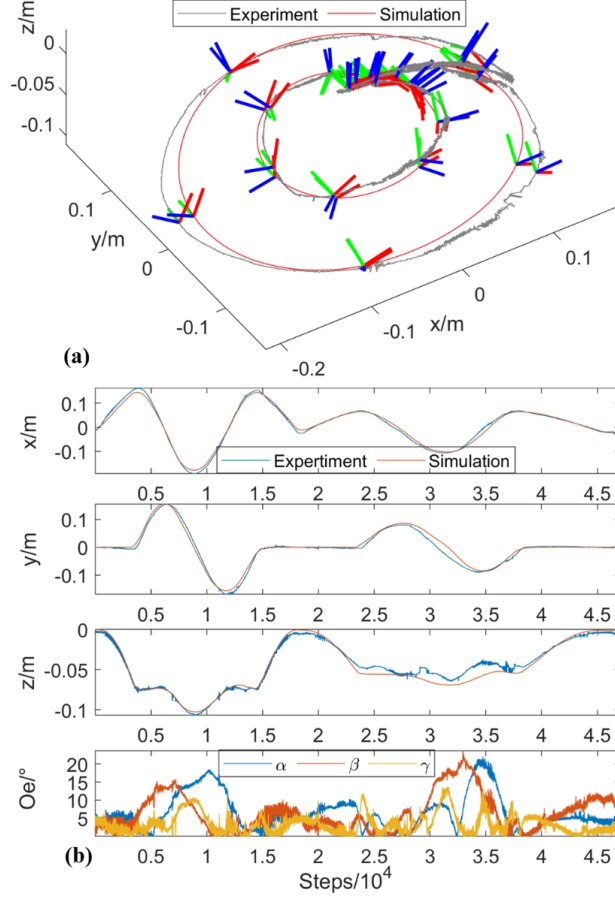 Experiment Simulation
z/m
0
-0.05
-0.1
0.1
0
-0.1
y/m
-0.2
-0.1
0
0.1
x/m
(a)
x/m
0.1
0
-0.1
Expertiment Simulation
0.5 1 1.5 2 2.5 3 3.5 4 4.5
y/m
0.1
0
-0.1
0.5 1 1.5 2 2.5 3 3.5 4 4.5
z/m
0
-0.05
-0.1
0.5 1 1.5 2 2.5 3 3.5 4 4.5
Oe/°
20
15
10
5
α β γ
0.5 1 1.5 2 2.5 3 3.5 4 4.5
(b)
Steps/10⁴